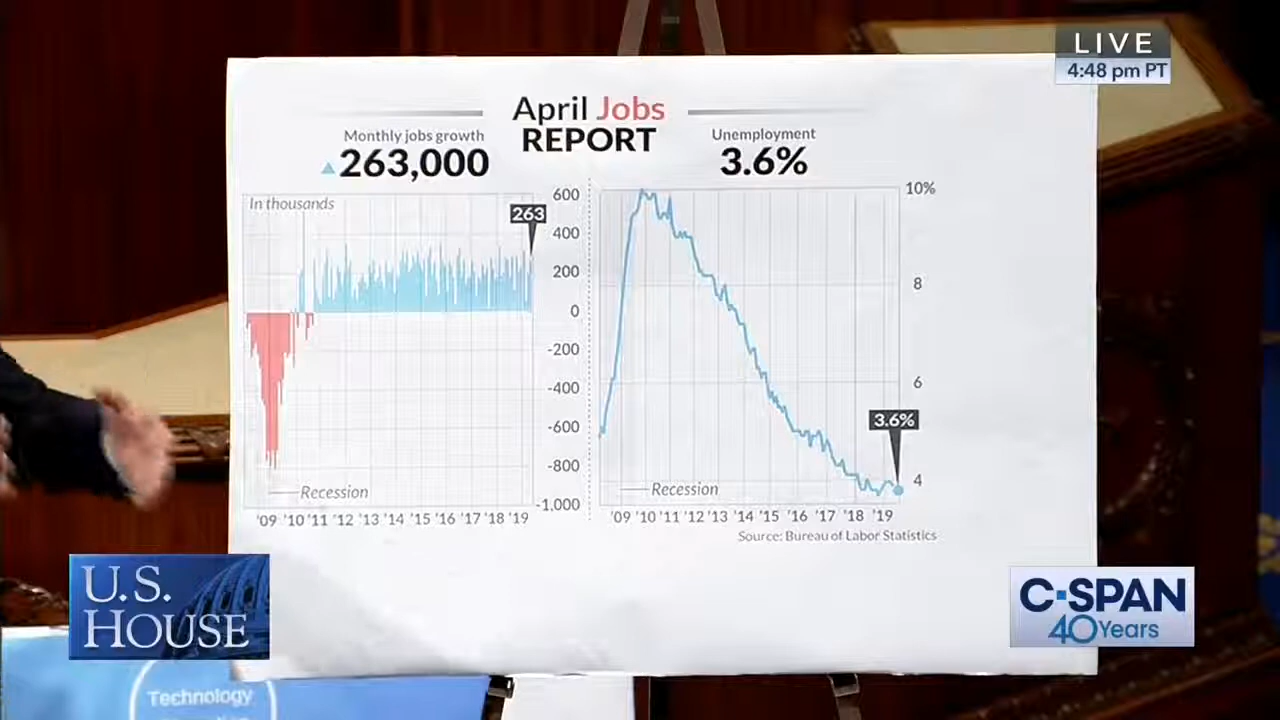 LIVE
4:48 pm PT
April Jobs
REPORT
Monthly jobs growth
263,000
Unemployment
3.6%
In thousands
263
600
400
200
0
-200
-400
-600
-800
-1.000
Recession
'09 '10 '11 '12 '13 '14 '15 '16 '17 '18 '19
10%
8
6
4
3.6%
Recession
'09 '10 '11 '12 '13 '14 '15 '16 '17 '18 '19
Source: Bureau of Labor Statistics
U.S.
HOUSE
C·SPAN
40 Years
Technology